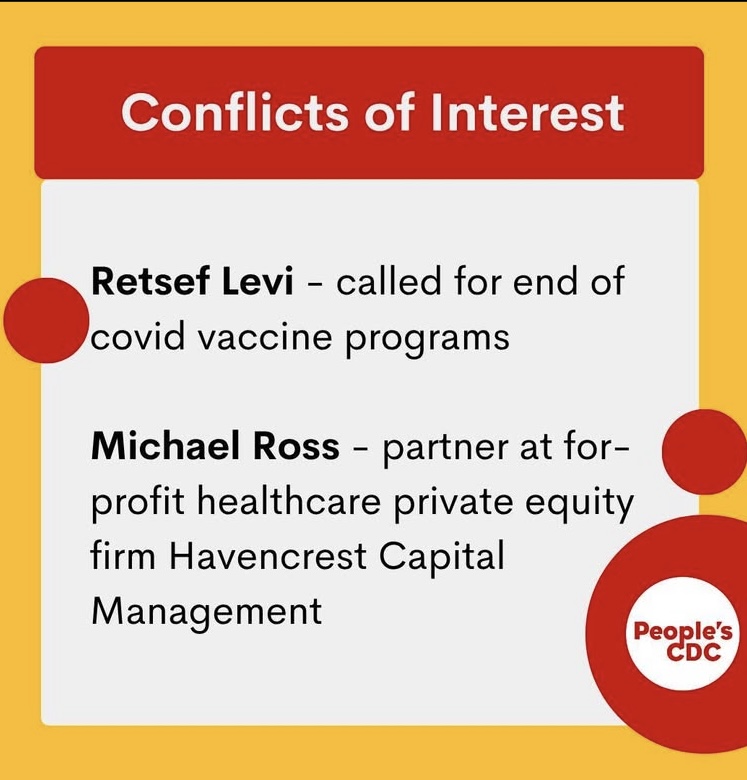 Conflicts of Interest
Retsef Levi – called for end of
covid vaccine programs
Michael Ross – partner at for-
profit healthcare private equity
firm Havencrest Capital
Management
People's
CDC